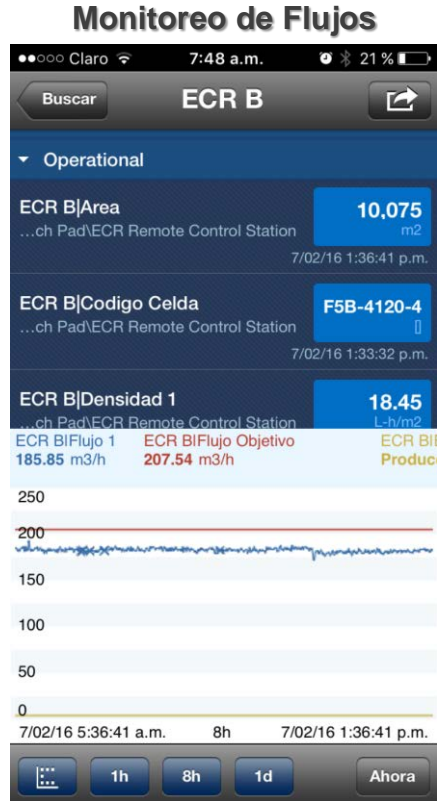 Monitoreo de Flujos
Claro 7:48 a.m. 21 %
Buscar ECR B
Operational
ECR B|Area 10,075
...ch Pad\ECR Remote Control Station m2
7/02/16 1:36:41 p.m.
ECR B|Codigo Celda F5B-4120-4
...ch Pad\ECR Remote Control Station []
7/02/16 1:33:32 p.m.
ECR B|Densidad 1 18.45
...ch Pad\ECR Remote Control Station L-h/m2
ECR B|Flujo 1 ECR B|Flujo Objetivo ECR B|E
185.85 m3/h 207.54 m3/h Produc
250
200
150
100
50
0
7/02/16 5:36:41 a.m. 8h 7/02/16 1:36:41 p.m.
1h 8h 1d Ahora